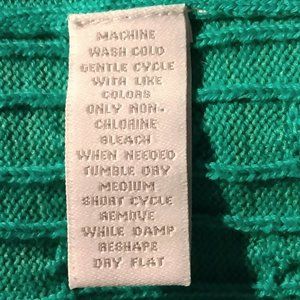 MACHINE
WASH COLD
GENTLE CYCLE
WITH LIKE
COLORS
ONLY NON-
CHLORINE
BLEACH
WHEN NEEDED
TUMBLE DRY
MEDIUM
SHORT CYCLE
REMOVE
WHILE DAMP
RESHAPE
DRY FLAT